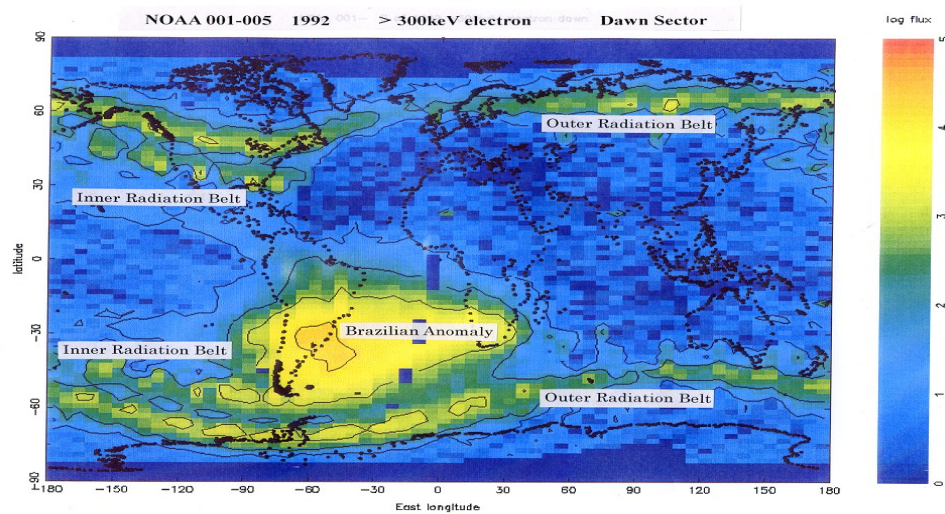 NOAA 001-005 1992 > 300keV electron Dawn Sector
log flux
90
60
30
0
-30
-60
-90
latitude
Outer Radiation Belt
Inner Radiation Belt
Brazilian Anomaly
Inner Radiation Belt
Outer Radiation Belt
-180 -150 -120 -90 -60 -30 0 30 60 90 120 150 180
East longitude
5
4
3
2
1
0